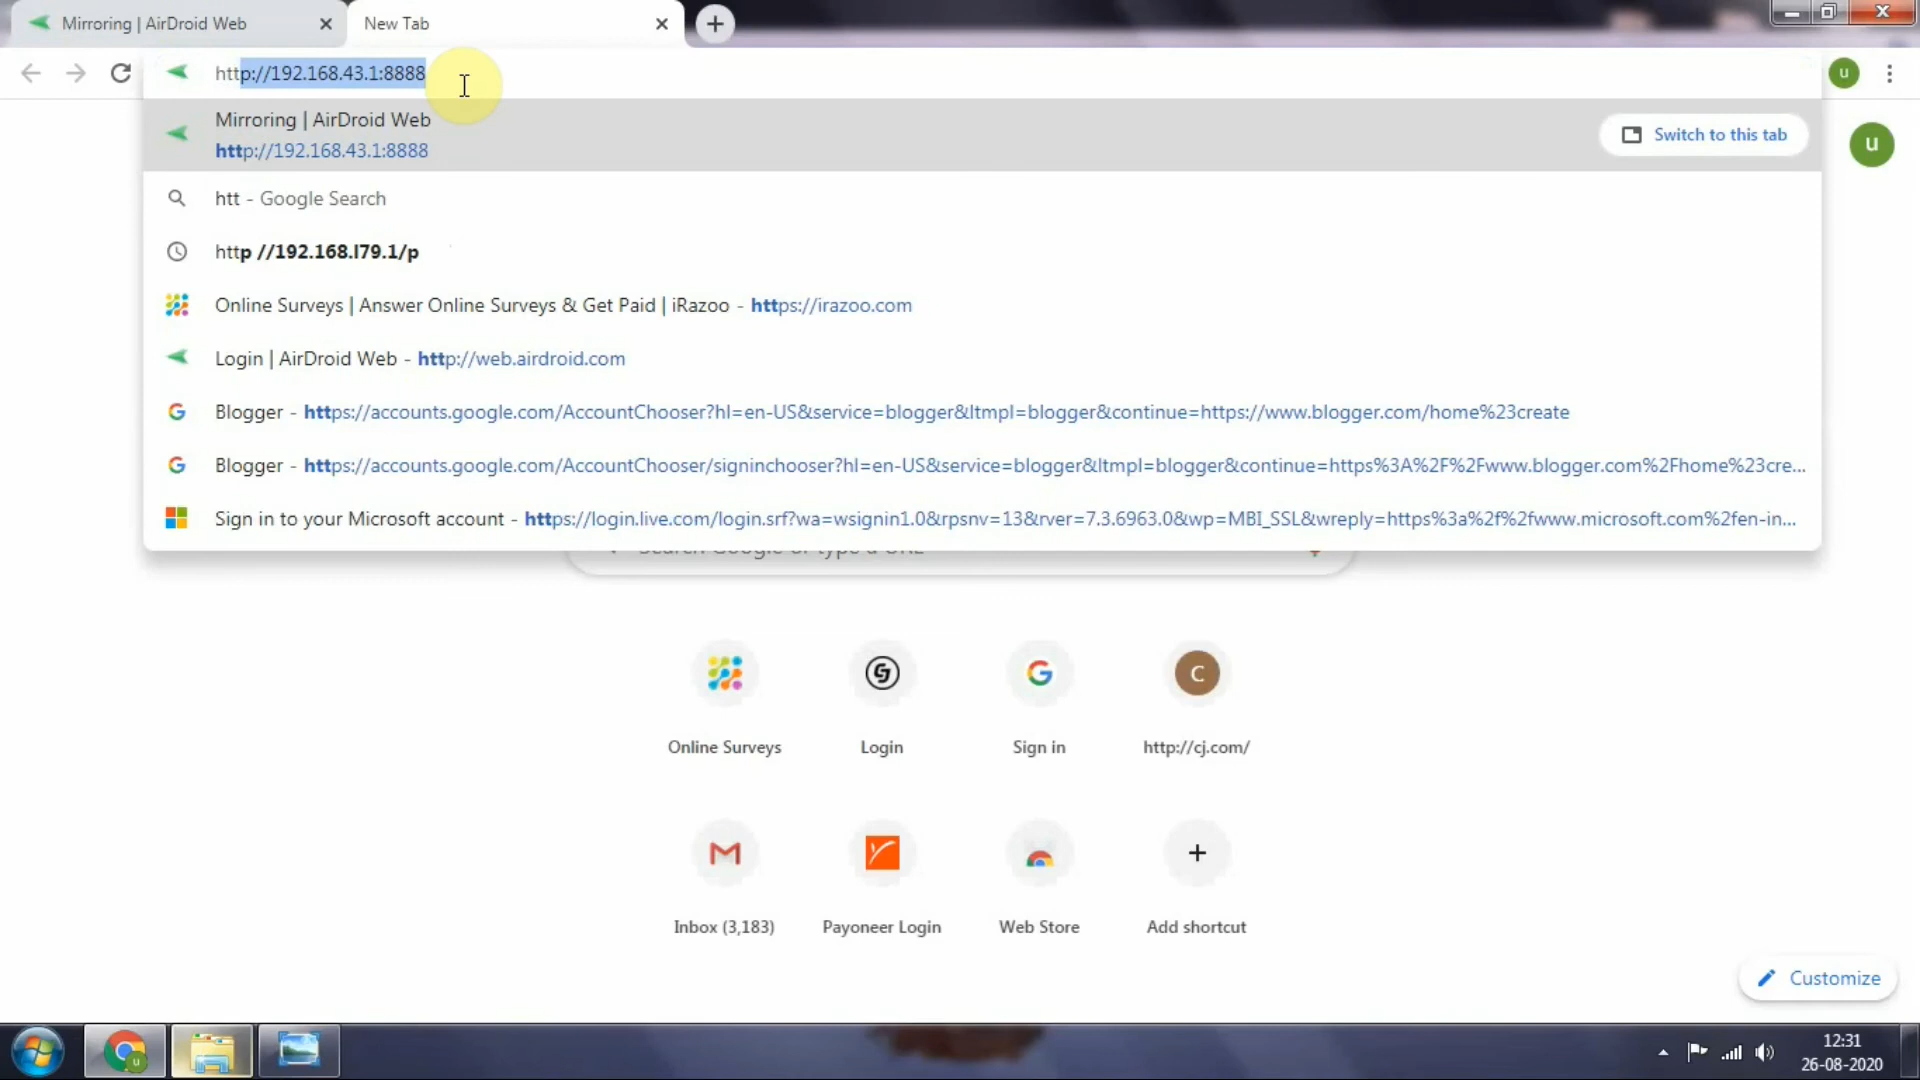 Mirroring | AirDroid Web
New Tab
http://192.168.43.1:8888
u
Mirroring | AirDroid Web
http://192.168.43.1:8888
Switch to this tab
u
htt - Google Search
http //192.168.l79.1/p
Online Surveys | Answer Online Surveys & Get Paid | iRazoo - https://irazoo.com
Login | AirDroid Web - http://web.airdroid.com
Blogger - https://accounts.google.com/AccountChooser?hl=en-US&service=blogger&ltmpl=blogger&continue=https://www.blogger.com/home%23create
Blogger - https://accounts.google.com/AccountChooser/signinchooser?hl=en-US&service=blogger&ltmpl=blogger&continue=https%3A%2F%2Fwww.blogger.com%2Fhome%23cre...
Sign in to your Microsoft account - https://login.live.com/login.srf?wa=wsignin1.0&rpsnv=13&rver=7.3.6963.0&wp=MBI_SSL&wreply=https%3a%2f%2fwww.microsoft.com%2fen-in...
Search Google or type a URL
C
Online Surveys
Login
Sign in
http://cj.com/
Inbox (3,183)
Payoneer Login
Web Store
Add shortcut
Customize
u
12:31
26-08-2020